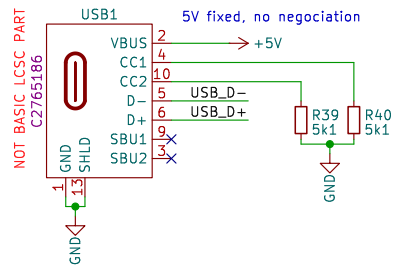 USB1
5V fixed, no negociation
NOT BASIC LCSC PART
C2765186
VBUS 2 +5V
CC1 4
CC2 10
D- 5 USB_D-
D+ 6 USB_D+
SBU1 9
SBU2 3
R39
5k1
R40
5k1
GND
SHLD
1
13
GND
GND